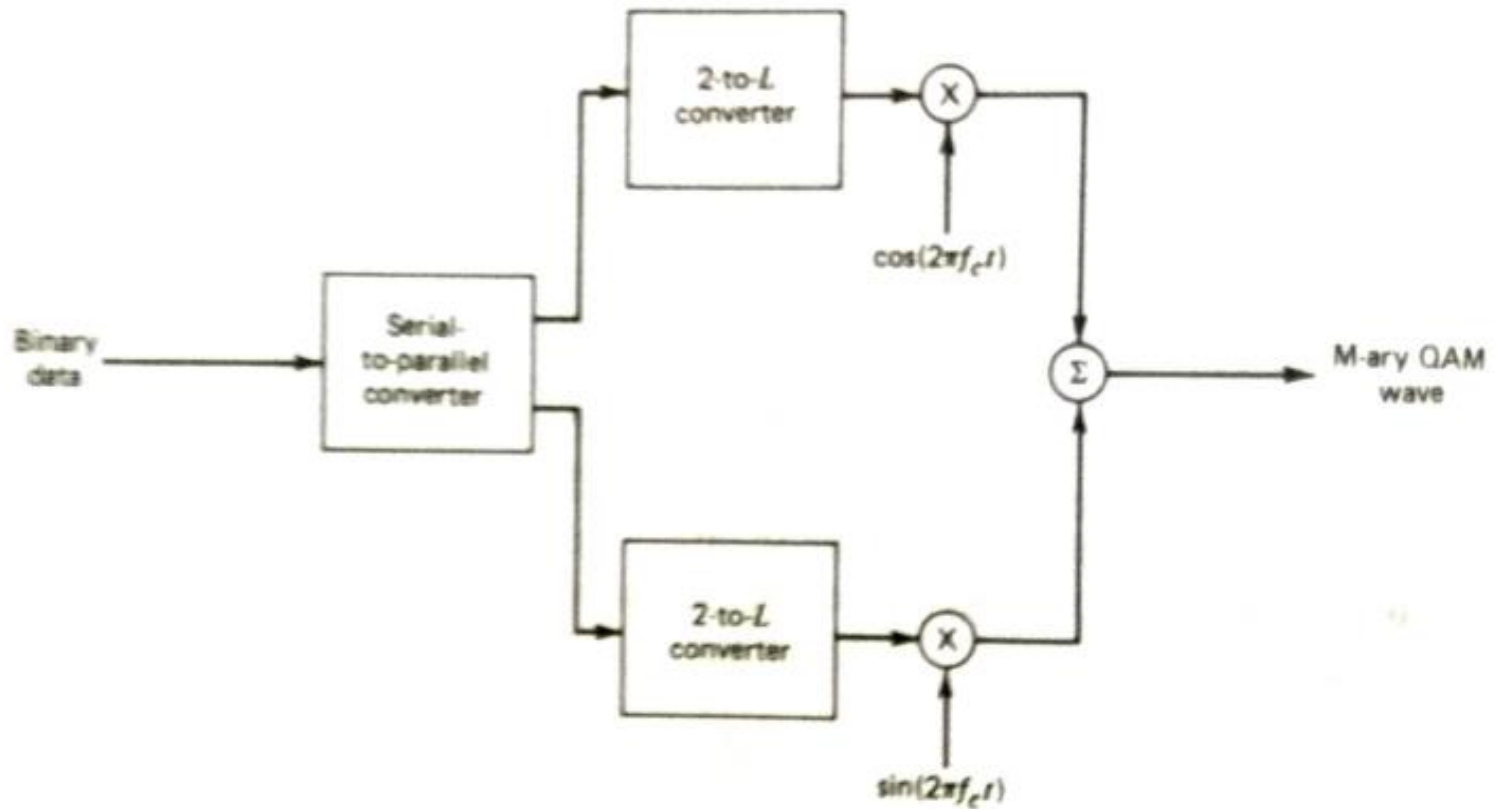 2-to-L
converter
X
cos(2πf_c t)
Binary
data
Serial-
to-parallel
converter
Σ
M-ary QAM
wave
2-to-L
converter
X
sin(2πf_c t)